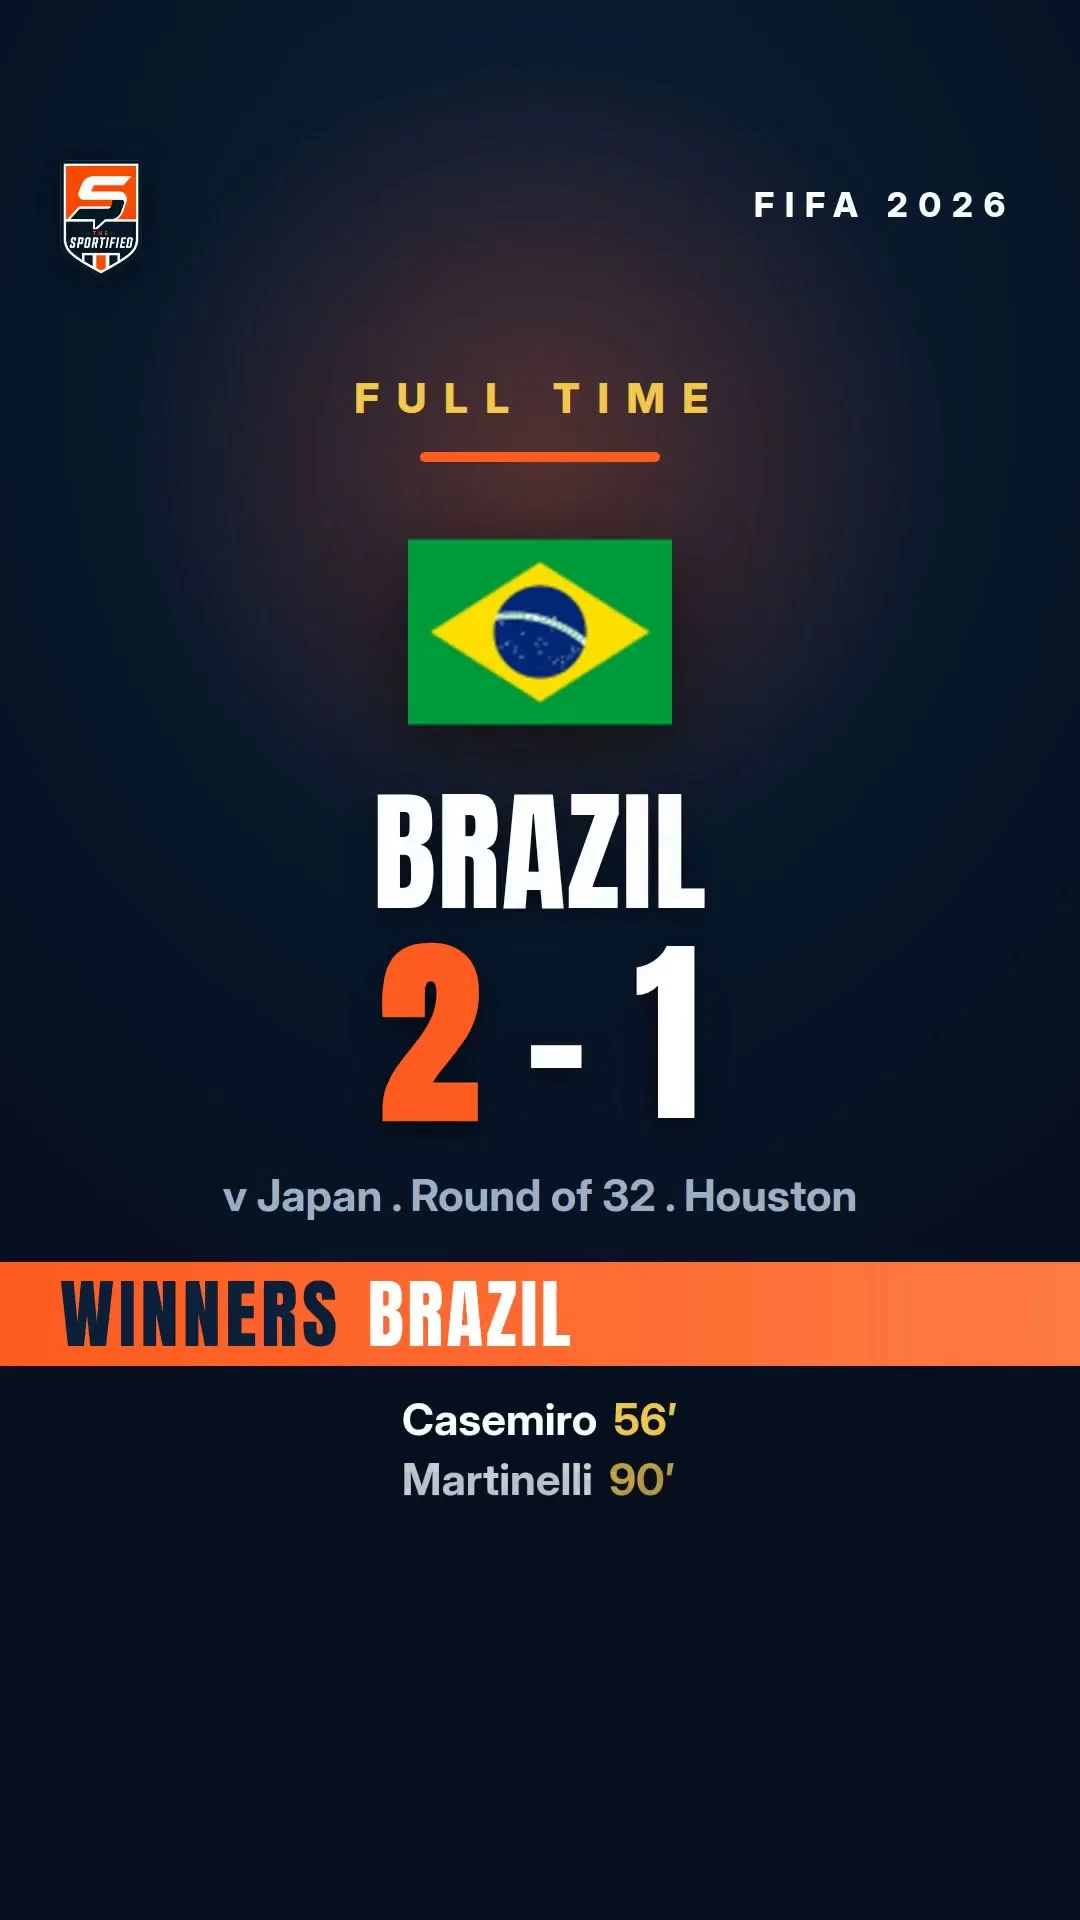 S
THE
SPORTIFIED
FIFA 2026
FULL TIME
BRAZIL
2 - 1
v Japan . Round of 32 . Houston
WINNERS BRAZIL
Casemiro 56′
Martinelli 90′